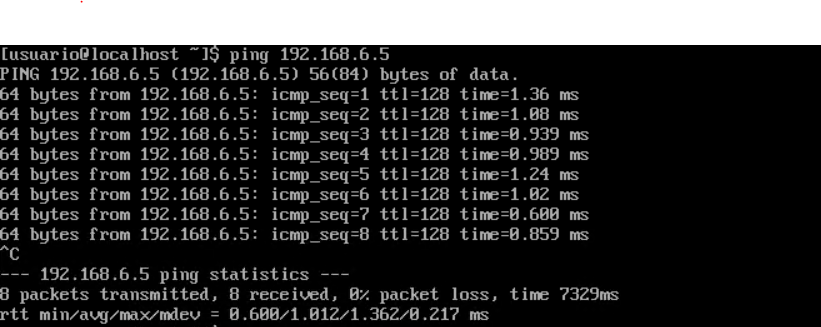 [usuario@localhost ~]$ ping 192.168.6.5
PING 192.168.6.5 (192.168.6.5) 56(84) bytes of data.
64 bytes from 192.168.6.5: icmp_seq=1 ttl=128 time=1.36 ms
64 bytes from 192.168.6.5: icmp_seq=2 ttl=128 time=1.08 ms
64 bytes from 192.168.6.5: icmp_seq=3 ttl=128 time=0.939 ms
64 bytes from 192.168.6.5: icmp_seq=4 ttl=128 time=0.989 ms
64 bytes from 192.168.6.5: icmp_seq=5 ttl=128 time=1.24 ms
64 bytes from 192.168.6.5: icmp_seq=6 ttl=128 time=1.02 ms
64 bytes from 192.168.6.5: icmp_seq=7 ttl=128 time=0.600 ms
64 bytes from 192.168.6.5: icmp_seq=8 ttl=128 time=0.859 ms
^C
--- 192.168.6.5 ping statistics ---
8 packets transmitted, 8 received, 0% packet loss, time 7329ms
rtt min/avg/max/mdev = 0.600/1.012/1.362/0.217 ms